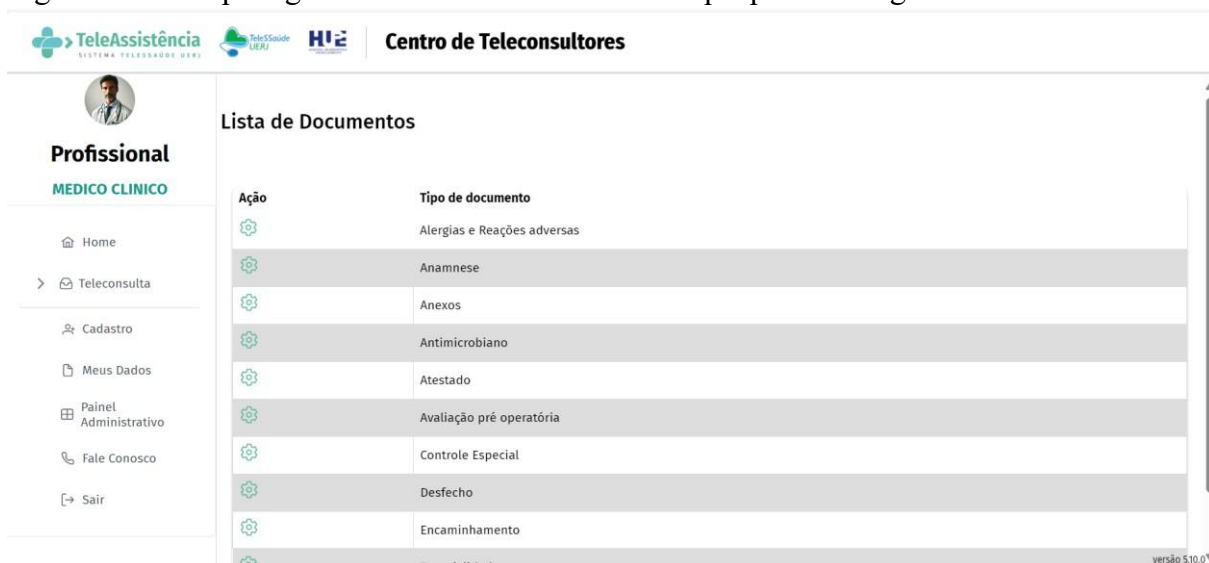 TeleAssistência
SISTEMA TELESSAÚDE UERJ
TeleSSaúde
UERJ
Centro de Teleconsultores
Profissional
MEDICO CLINICO
Home
Teleconsulta
Cadastro
Meus Dados
Painel
Administrativo
Fale Conosco
Sair
Lista de Documentos
Ação Tipo de documento
Alergias e Reações adversas
Anamnese
Anexos
Antimicrobiano
Atestado
Avaliação pré operatória
Controle Especial
Desfecho
Encaminhamento
versão 5.10.0